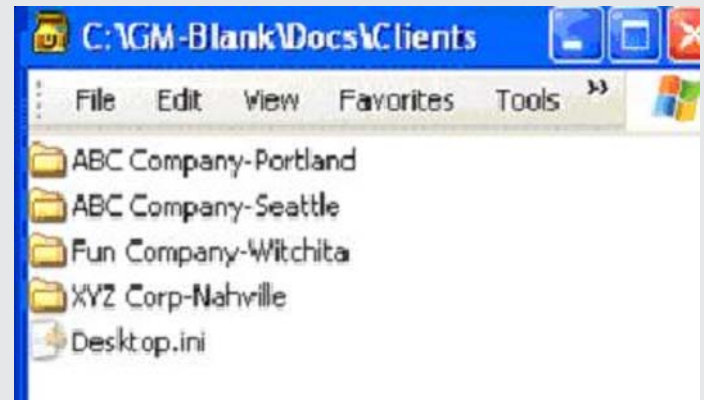 C:\GM-Blank\Docs\Clients
File Edit View Favorites Tools »
ABC Company-Portland
ABC Company-Seattle
Fun Company-Witchita
XYZ Corp-Nahville
Desktop.ini